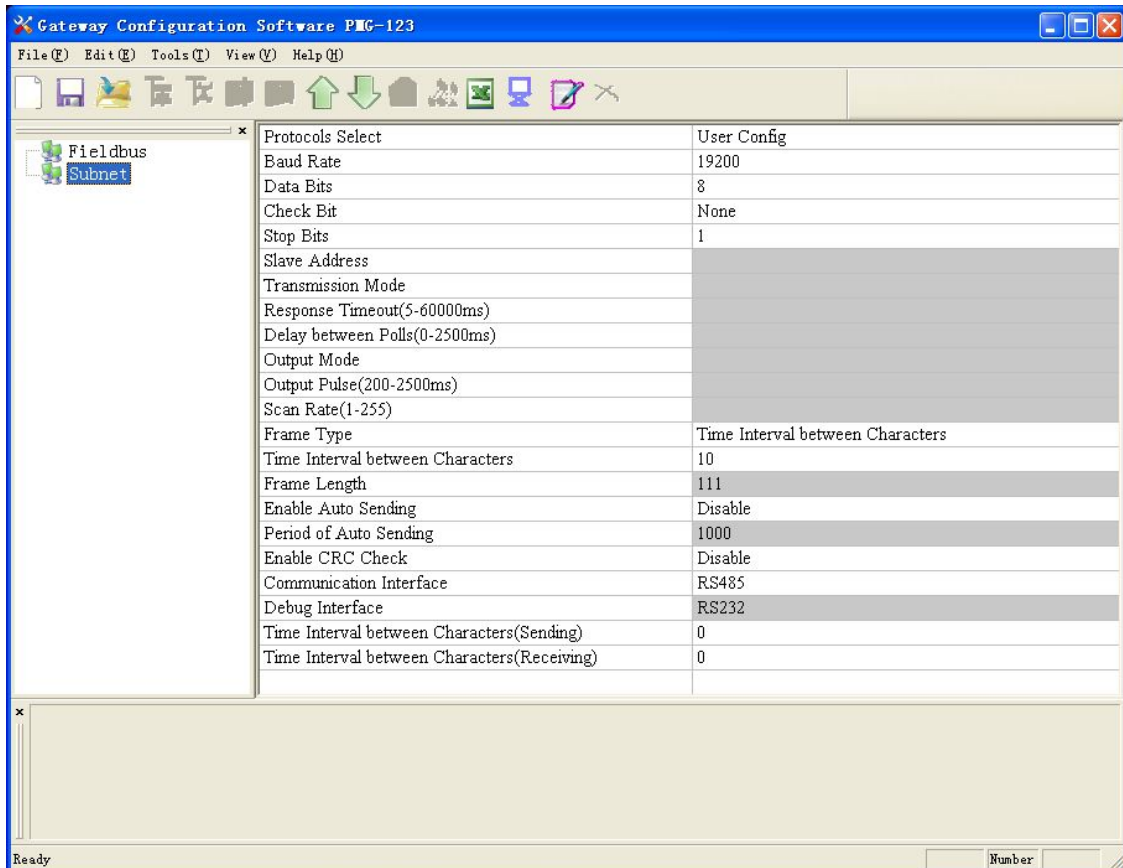 Gateway Configuration Software PMG-123
File(F) Edit(E) Tools(T) View(V) Help(H)
Fieldbus
Subnet
Protocols Select User Config
Baud Rate 19200
Data Bits 8
Check Bit None
Stop Bits 1
Slave Address
Transmission Mode
Response Timeout(5-60000ms)
Delay between Polls(0-2500ms)
Output Mode
Output Pulse(200-2500ms)
Scan Rate(1-255)
Frame Type Time Interval between Characters
Time Interval between Characters 10
Frame Length 111
Enable Auto Sending Disable
Period of Auto Sending 1000
Enable CRC Check Disable
Communication Interface RS485
Debug Interface RS232
Time Interval between Characters(Sending) 0
Time Interval between Characters(Receiving) 0
Ready Number